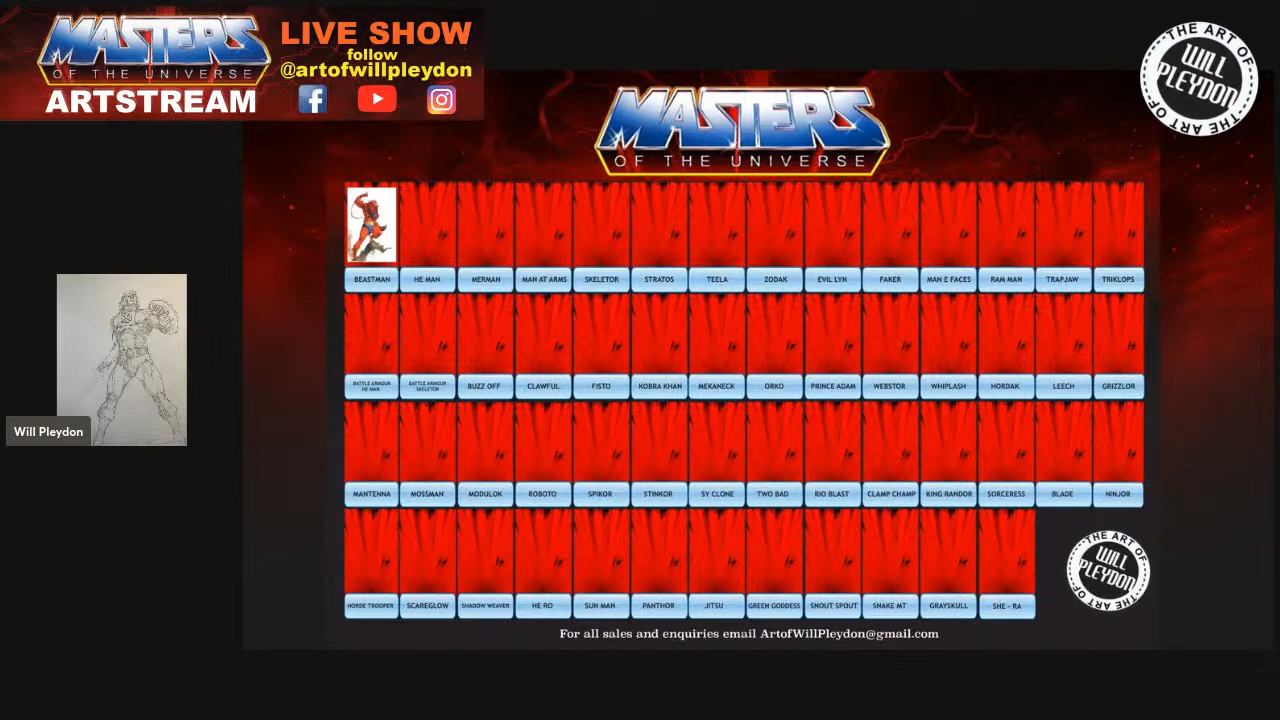 MASTERS
OF THE UNIVERSE
ARTSTREAM
LIVE SHOW
follow
@artofwillpleydon
THE ART OF
WILL
PLEYDON
THE ART OF
MASTERS
OF THE UNIVERSE
BEASTMAN HE MAN MERMAN MAN AT ARMS SKELETOR STRATOS TEELA ZODAK EVIL LYN FAKER MAN E FACES RAM MAN TRAPJAW TRIKLOPS
BATTLE ARMOUR HE MAN BATTLE ARMOUR SKELETOR BUZZ OFF CLAWFUL FISTO KOBRA KHAN MEKANECK ORKO PRINCE ADAM WEBSTOR WHIPLASH HORDAK LEECH GRIZZLOR
Will Pleydon
MANTENNA MOSSMAN MODULOK ROBOTO SPIKOR STINKOR SY CLONE TWO BAD RIO BLAST CLAMP CHAMP KING RANDOR SORCERESS BLADE NINJOR
THE ART OF
WILL
PLEYDON
THE ART OF
HORDE TROOPER SCAREGLOW SHADOW WEAVER HE RO SUN MAN PANTHOR JITSU GREEN GODDESS SNOUT SPOUT SNAKE MT GRAYSKULL SHE - RA
For all sales and enquiries email ArtofWillPleydon@gmail.com